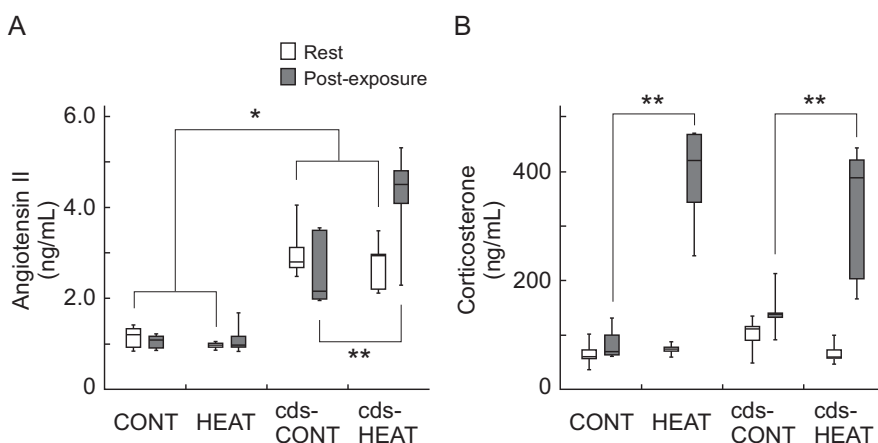 A
Rest
Post-exposure
Angiotensin II
(ng/mL)
6.0
4.0
2.0
0
*
**
CONT
HEAT
cds-
CONT
cds-
HEAT
B
Corticosterone
(ng/mL)
400
200
0
**
**
CONT
HEAT
cds-
CONT
cds-
HEAT